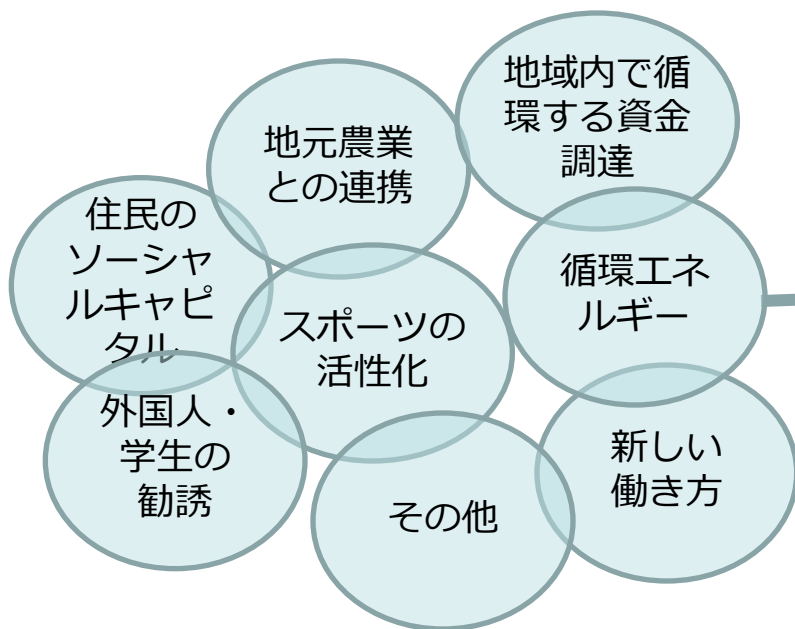 地域内で循
環する資金
調達
地元農業
との連携
住民の
ソーシャ
ルキャピ
タル
循環エネ
ルギー
スポーツの
活性化
外国人・
学生の
勧誘
新しい
働き方
その他